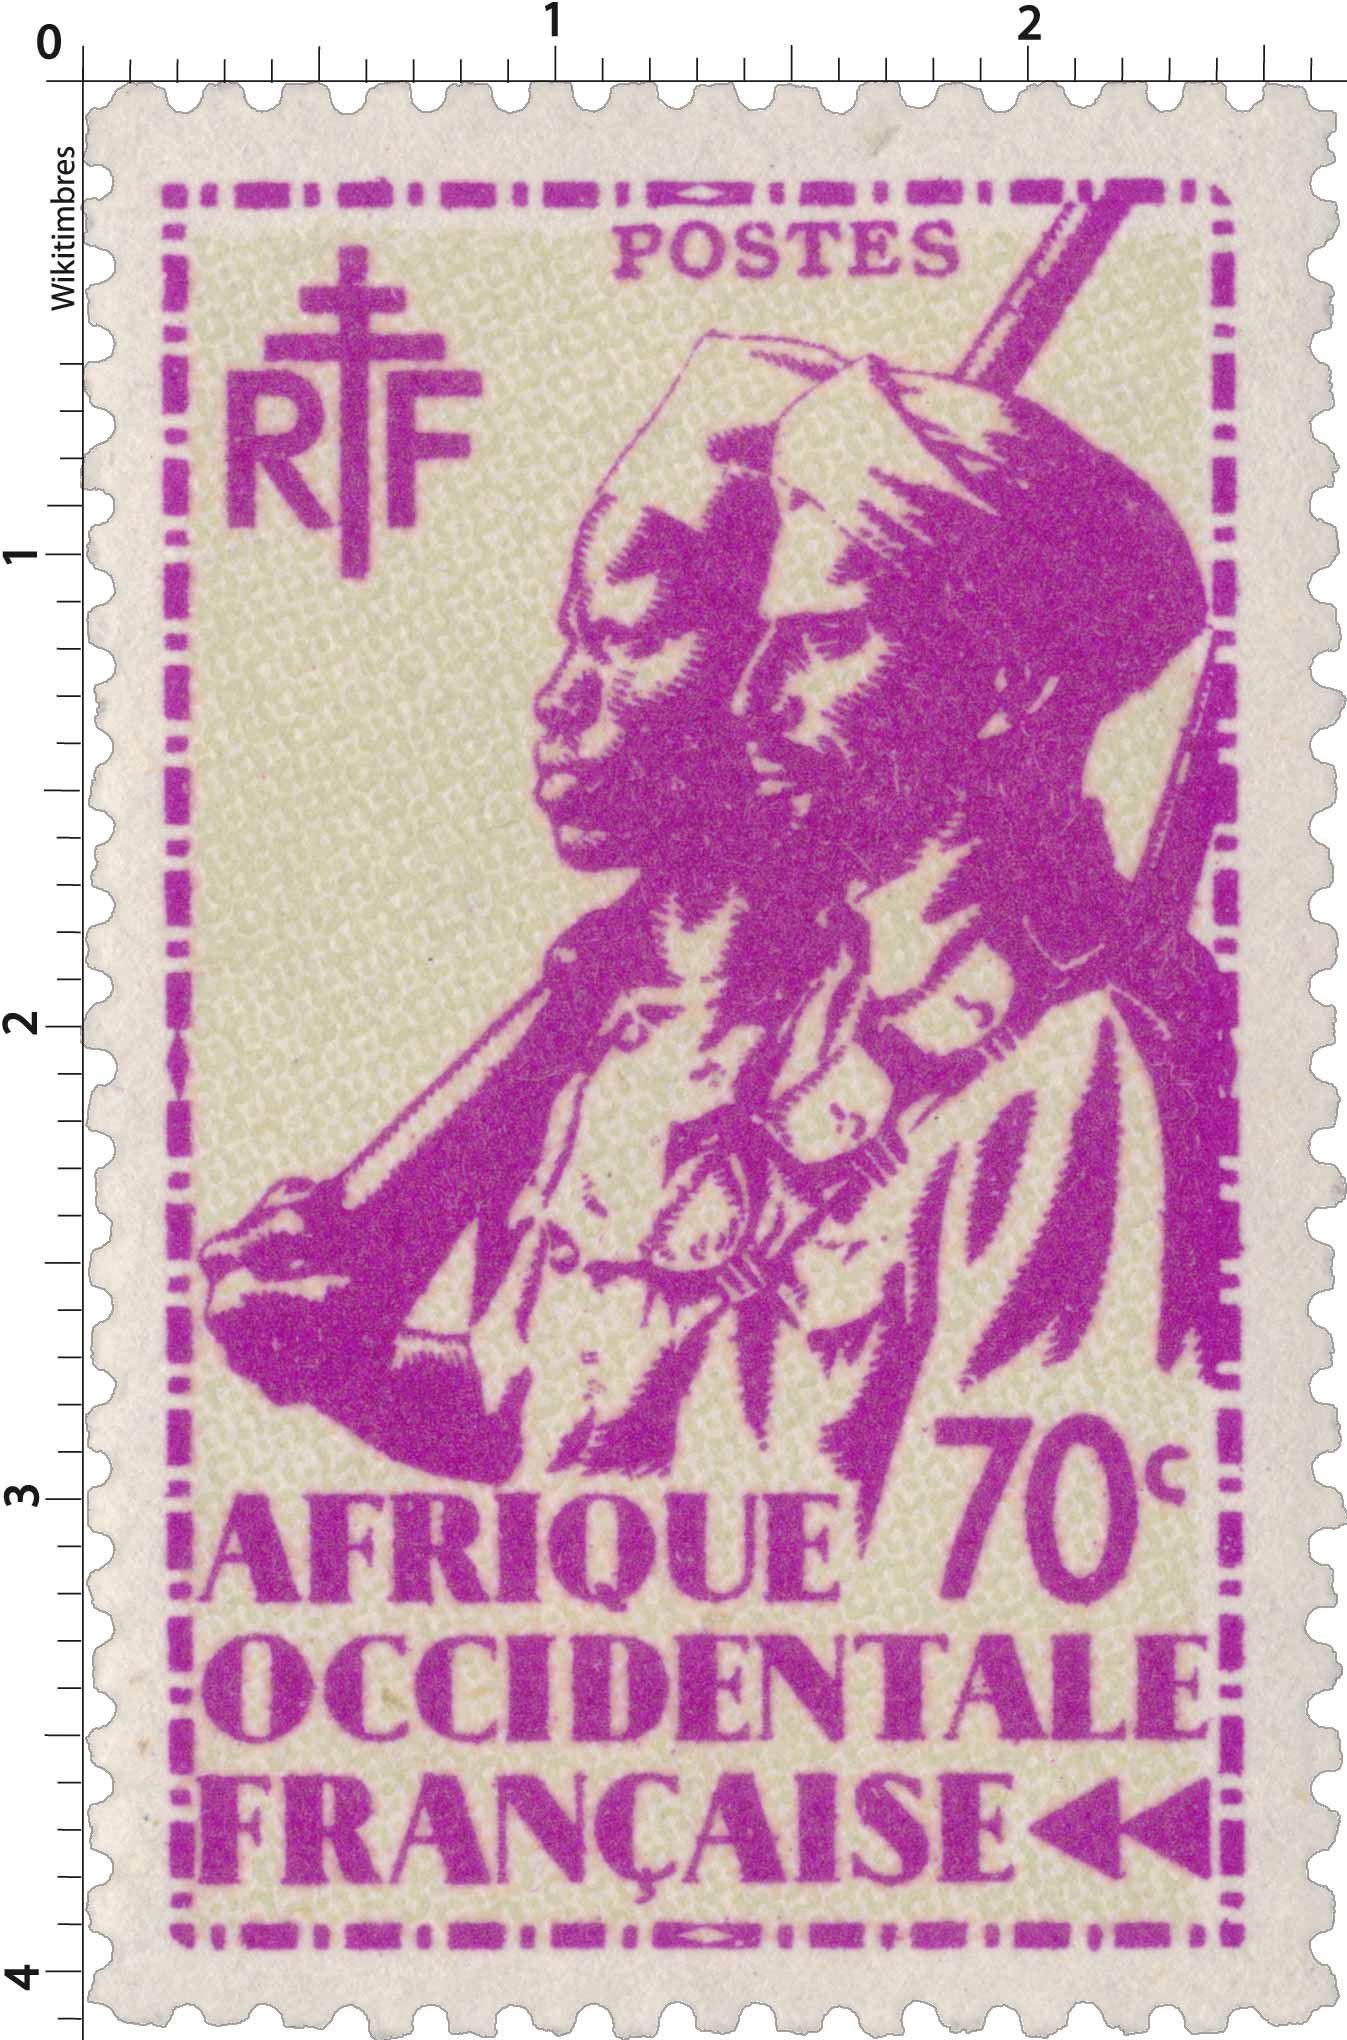 0 1 2
Wikitimbres
POSTES
RF
1
2
3
4
70c
AFRIQUE
OCCIDENTALE
FRANÇAISE